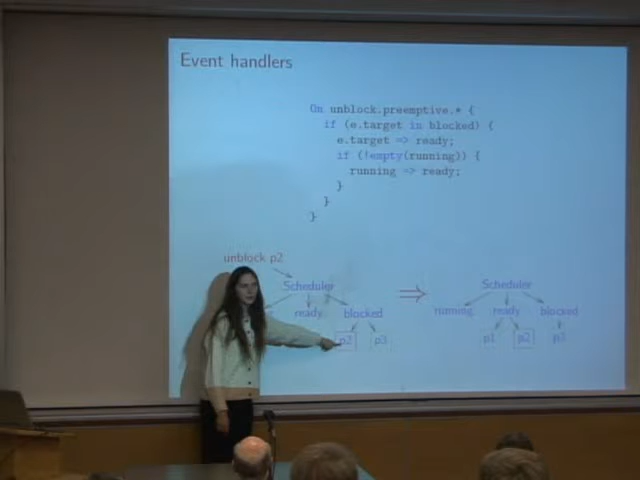 Event handlers
On unblock.preemptive.* {
if (e.target in blocked) {
e.target => ready;
if (!empty(running)) {
running => ready;
}
}
}
unblock p2
Scheduler
ready blocked
p2 p3
⇒
Scheduler
running ready blocked
p1 p2 p3